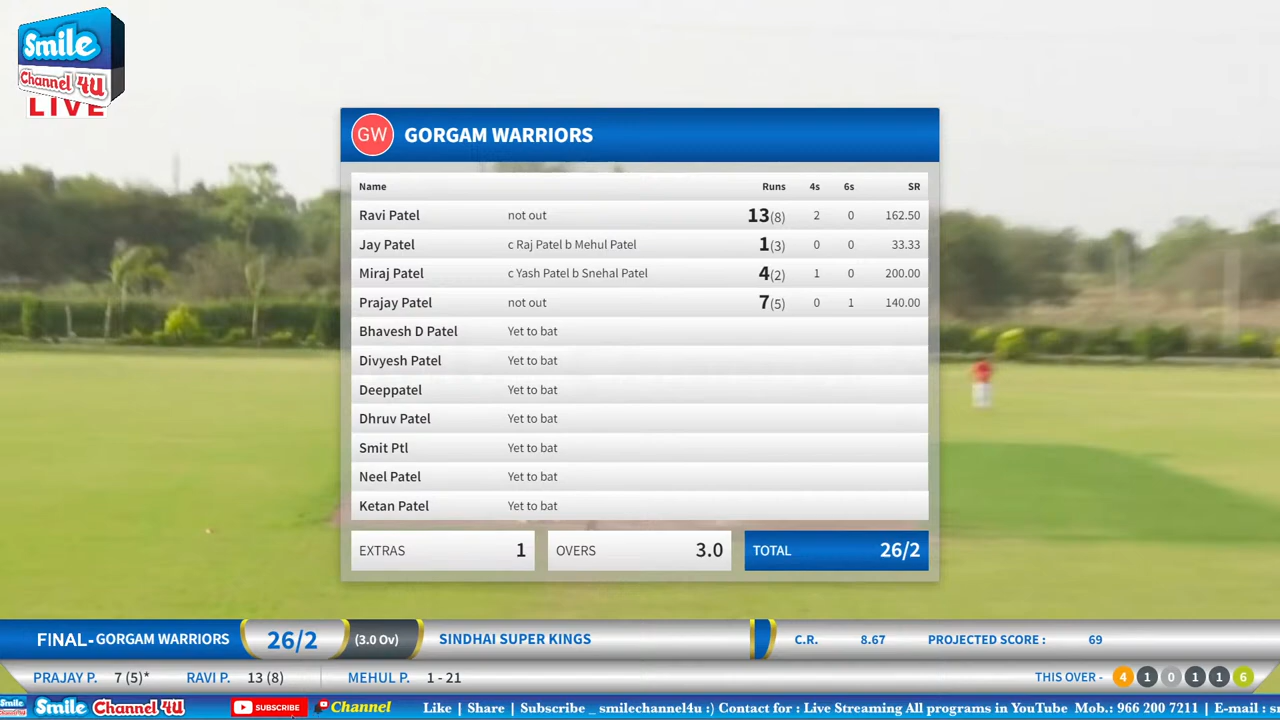 Smile
Channel 4U
LIVE
GW GORGAM WARRIORS
Name Runs 4s 6s SR
Ravi Patel not out 13(8) 2 0 162.50
Jay Patel c Raj Patel b Mehul Patel 1(3) 0 0 33.33
Miraj Patel c Yash Patel b Snehal Patel 4(2) 1 0 200.00
Prajay Patel not out 7(5) 0 1 140.00
Bhavesh D Patel Yet to bat
Divyesh Patel Yet to bat
Deeppatel Yet to bat
Dhruv Patel Yet to bat
Smit Ptl Yet to bat
Neel Patel Yet to bat
Ketan Patel Yet to bat
EXTRAS 1 OVERS 3.0 TOTAL 26/2
FINAL-GORGAM WARRIORS 26/2 (3.0 Ov) SINDHAI SUPER KINGS C.R. 8.67 PROJECTED SCORE : 69
PRAJAY P. 7 (5)* RAVI P. 13 (8) MEHUL P. 1 - 21 THIS OVER - 4 1 0 1 1 6
Smile Smile Channel 4U SUBSCRIBE Channel Like | Share | Subscribe _ smilechannel4u :) Contact for : Live Streaming All programs in YouTube Mob.: 966 200 7211 | E-mail : s